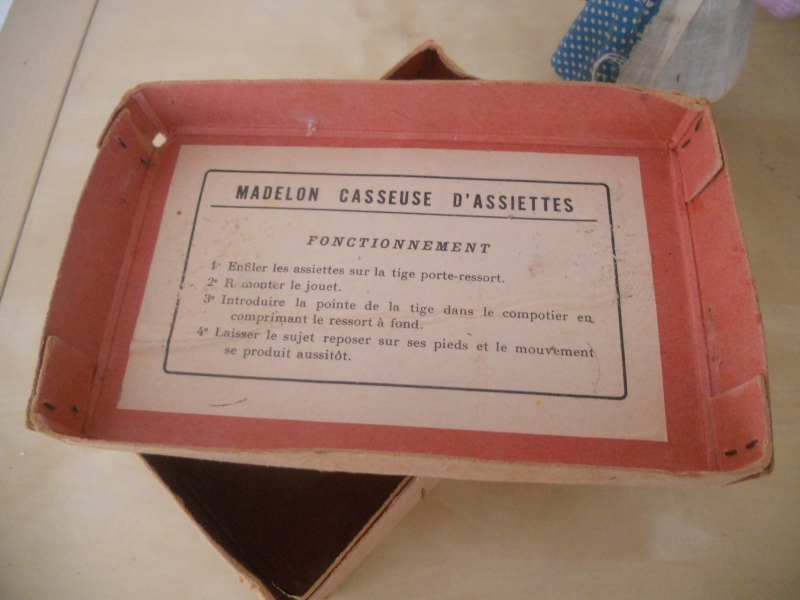 MADELON CASSEUSE D'ASSIETTES
FONCTIONNEMENT
1° Enfiler les assiettes sur la tige porte-ressort.
2° Remonter le jouet.
3° Introduire la pointe de la tige dans le compotier en
comprimant le ressort à fond.
4° Laisser le sujet reposer sur ses pieds et le mouvement
se produit aussitôt.